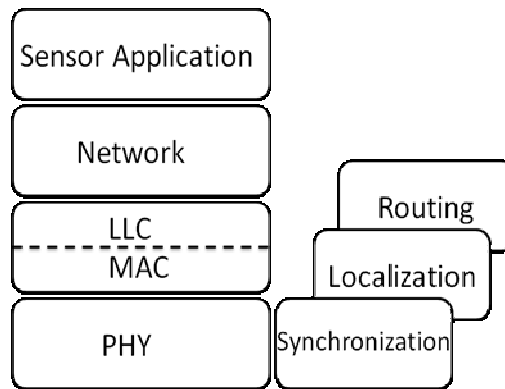 Sensor Application
Network
LLC
MAC
PHY
Routing
Localization
Synchronization